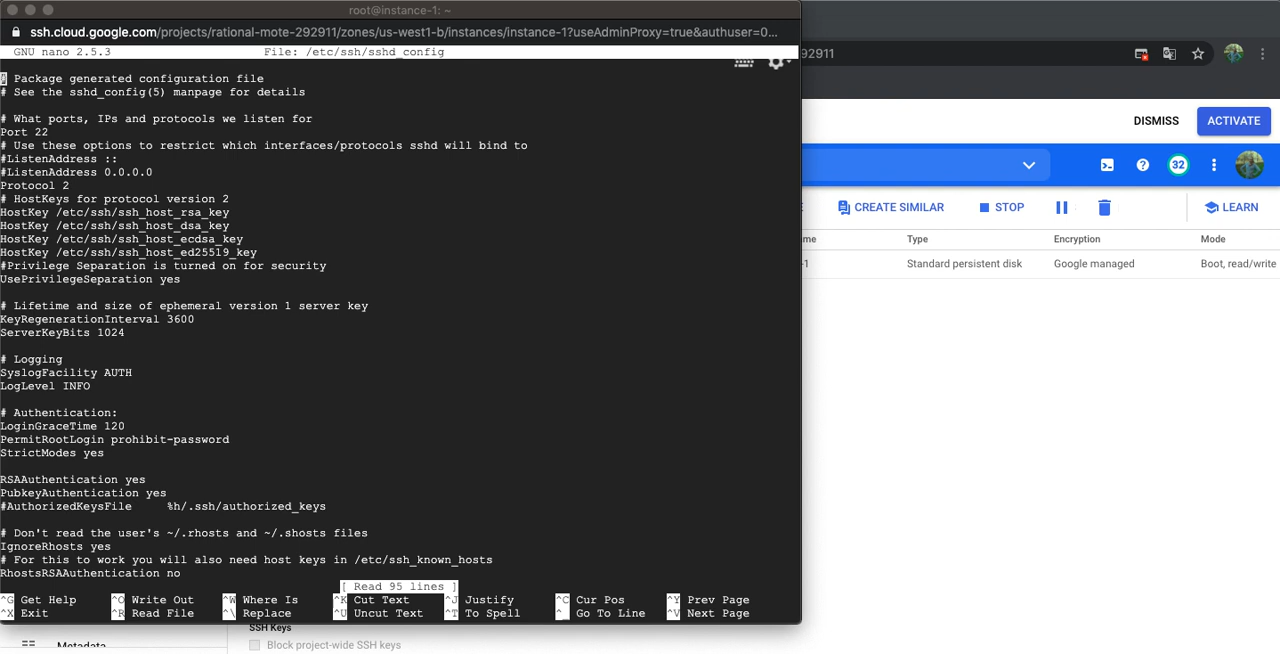 root@instance-1: ~
ssh.cloud.google.com/projects/rational-mote-292911/zones/us-west1-b/instances/instance-1?useAdminProxy=true&authuser=0...
GNU nano 2.5.3 File: /etc/ssh/sshd_config
# Package generated configuration file
# See the sshd_config(5) manpage for details
# What ports, IPs and protocols we listen for
Port 22
# Use these options to restrict which interfaces/protocols sshd will bind to
#ListenAddress ::
#ListenAddress 0.0.0.0
Protocol 2
# HostKeys for protocol version 2
HostKey /etc/ssh/ssh_host_rsa_key
HostKey /etc/ssh/ssh_host_dsa_key
HostKey /etc/ssh/ssh_host_ecdsa_key
HostKey /etc/ssh/ssh_host_ed25519_key
#Privilege Separation is turned on for security
UsePrivilegeSeparation yes
# Lifetime and size of ephemeral version 1 server key
KeyRegenerationInterval 3600
ServerKeyBits 1024
# Logging
SyslogFacility AUTH
LogLevel INFO
# Authentication:
LoginGraceTime 120
PermitRootLogin prohibit-password
StrictModes yes
RSAAuthentication yes
PubkeyAuthentication yes
#AuthorizedKeysFile %h/.ssh/authorized_keys
# Don't read the user's ~/.rhosts and ~/.shosts files
IgnoreRhosts yes
# For this to work you will also need host keys in /etc/ssh_known_hosts
RhostsRSAAuthentication no
[ Read 95 lines ]
^G Get Help ^O Write Out ^W Where Is ^K Cut Text ^J Justify ^C Cur Pos ^Y Prev Page
^X Exit ^R Read File ^\ Replace ^U Uncut Text ^T To Spell ^_ Go To Line ^V Next Page
292911
DISMISS ACTIVATE
32
CREATE SIMILAR STOP LEARN
me Type Encryption Mode
-1 Standard persistent disk Google managed Boot, read/write
SSH Keys
Metadata Block project-wide SSH keys